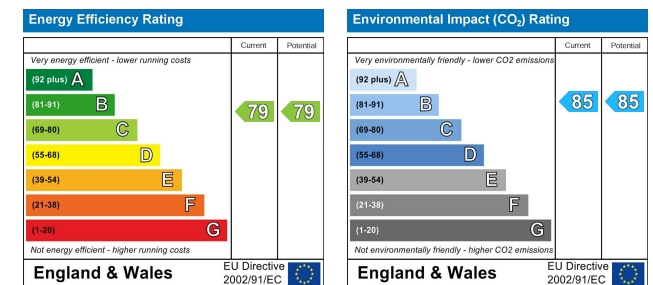 Energy Efficiency Rating
Current Potential
Very energy efficient - lower running costs
(92 plus) A
(81-91) B
(69-80) C
79 79
(55-68) D
(39-54) E
(21-38) F
(1-20) G
Not energy efficient - higher running costs
England & Wales
EU Directive
2002/91/EC
Environmental Impact (CO2) Rating
Current Potential
Very environmentally friendly - lower CO2 emissions
(92 plus) A
(81-91) B
85 85
(69-80) C
(55-68) D
(39-54) E
(21-38) F
(1-20) G
Not environmentally friendly - higher CO2 emissions
England & Wales
EU Directive
2002/91/EC